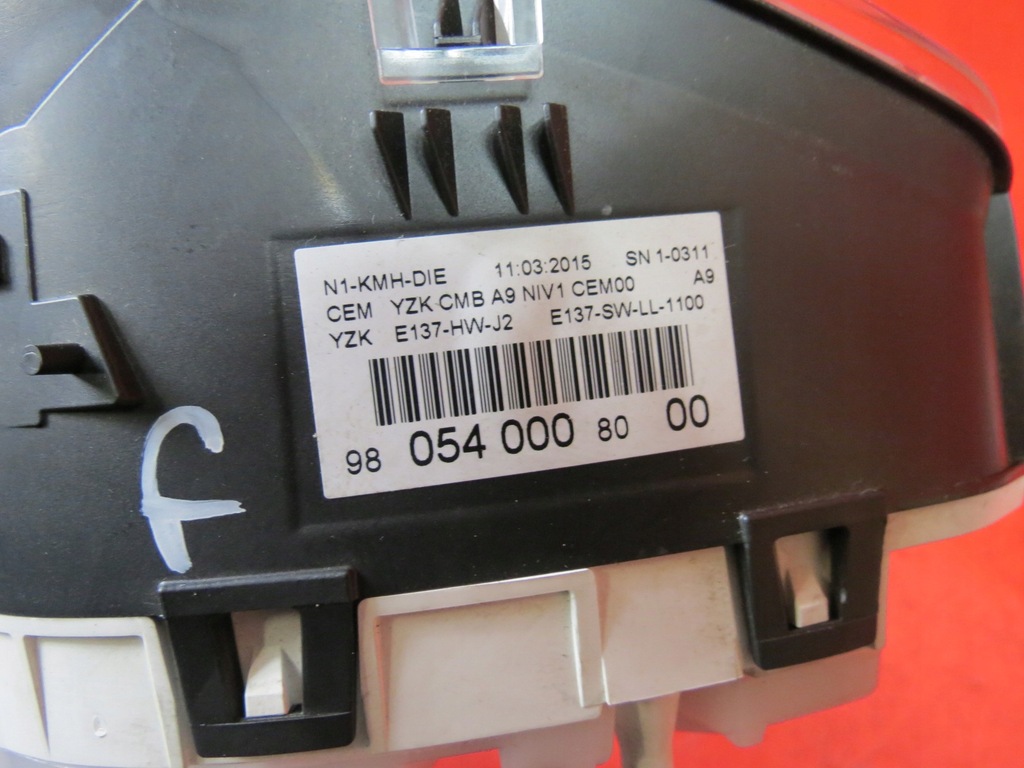 N1-KMH-DIE 11:03:2015 SN 1-0311
CEM YZK CMB A9 NIV1 CEM00 A9
YZK E137-HW-J2 E137-SW-LL-1100
98 054 000 80 00
f